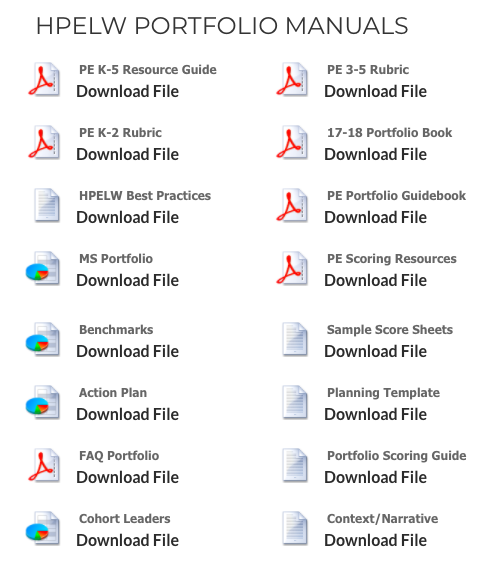 HPELW PORTFOLIO MANUALS
PE K-5 Resource Guide
Download File
PE 3-5 Rubric
Download File
PE K-2 Rubric
Download File
17-18 Portfolio Book
Download File
HPELW Best Practices
Download File
PE Portfolio Guidebook
Download File
MS Portfolio
Download File
PE Scoring Resources
Download File
Benchmarks
Download File
Sample Score Sheets
Download File
Action Plan
Download File
Planning Template
Download File
FAQ Portfolio
Download File
Portfolio Scoring Guide
Download File
Cohort Leaders
Download File
Context/Narrative
Download File